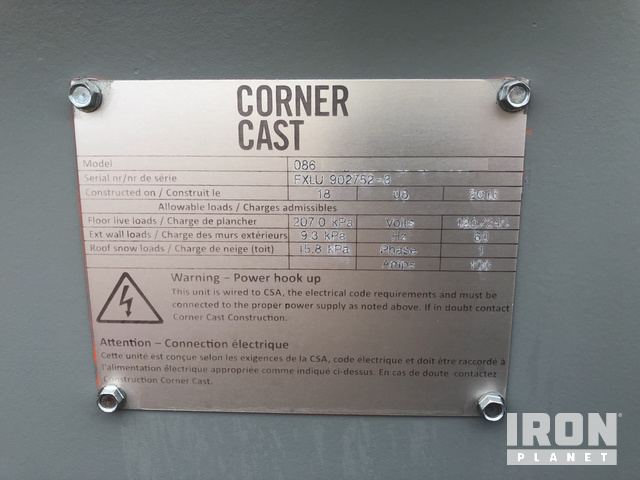 CORNER
CAST
Model 086
Serial nr/nr de série EXLU 902752-3
Constructed on / Construit le 18
Allowable loads / Charges admissibles
Floor live loads / Charge de plancher 207.0 kPa Volts
Ext wall loads / Charge des murs extérieurs 9.3 kPa Hz 60
Roof snow loads / Charge de neige (toit) 15.8 kPa Phase 1
Amps 100
Warning – Power hook up
This unit is wired to CSA, the electrical code requirements and must be
connected to the proper power supply as noted above. If in doubt contact
Corner Cast Construction.
Attention – Connection électrique
Cette unité est conçue selon les exigences de la CSA, code électrique et doit être raccordé à
l'alimentation électrique appropriée comme indiqué ci-dessus. En cas de doute contactez
Construction Corner Cast.
IRON
PLANET